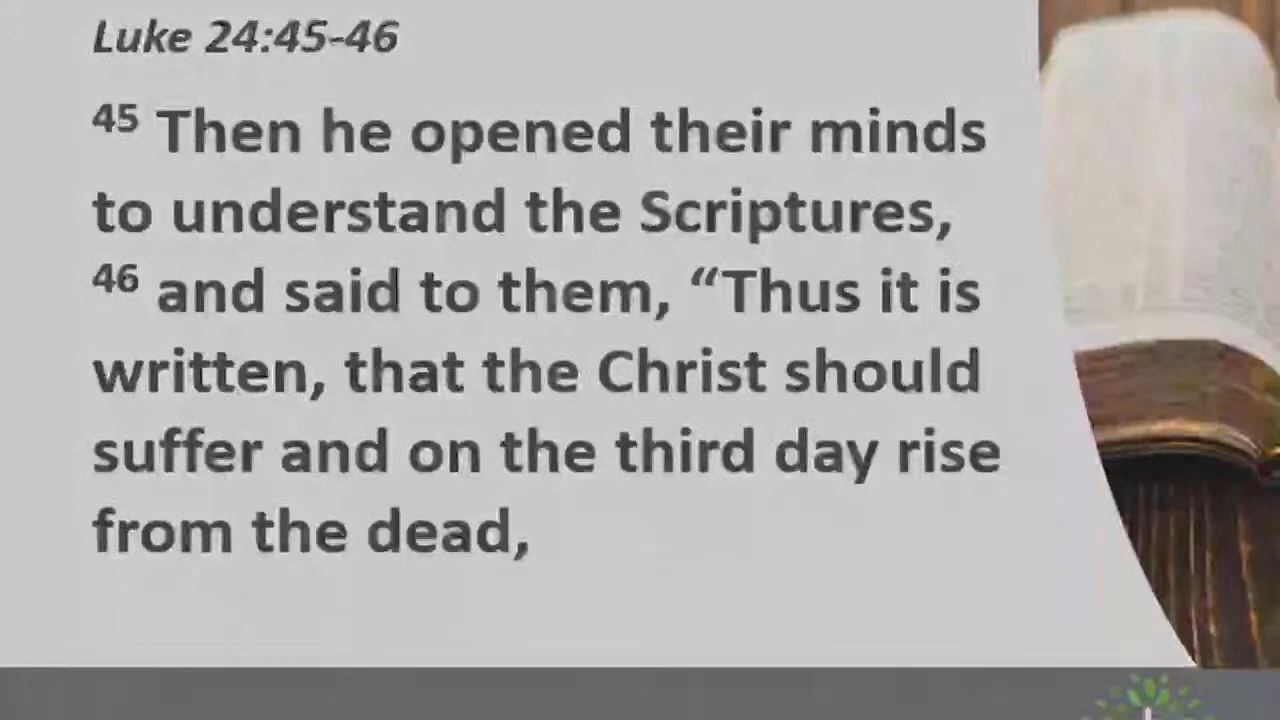 Luke 24:45-46
45 Then he opened their minds
to understand the Scriptures,
46 and said to them, “Thus it is
written, that the Christ should
suffer and on the third day rise
from the dead,